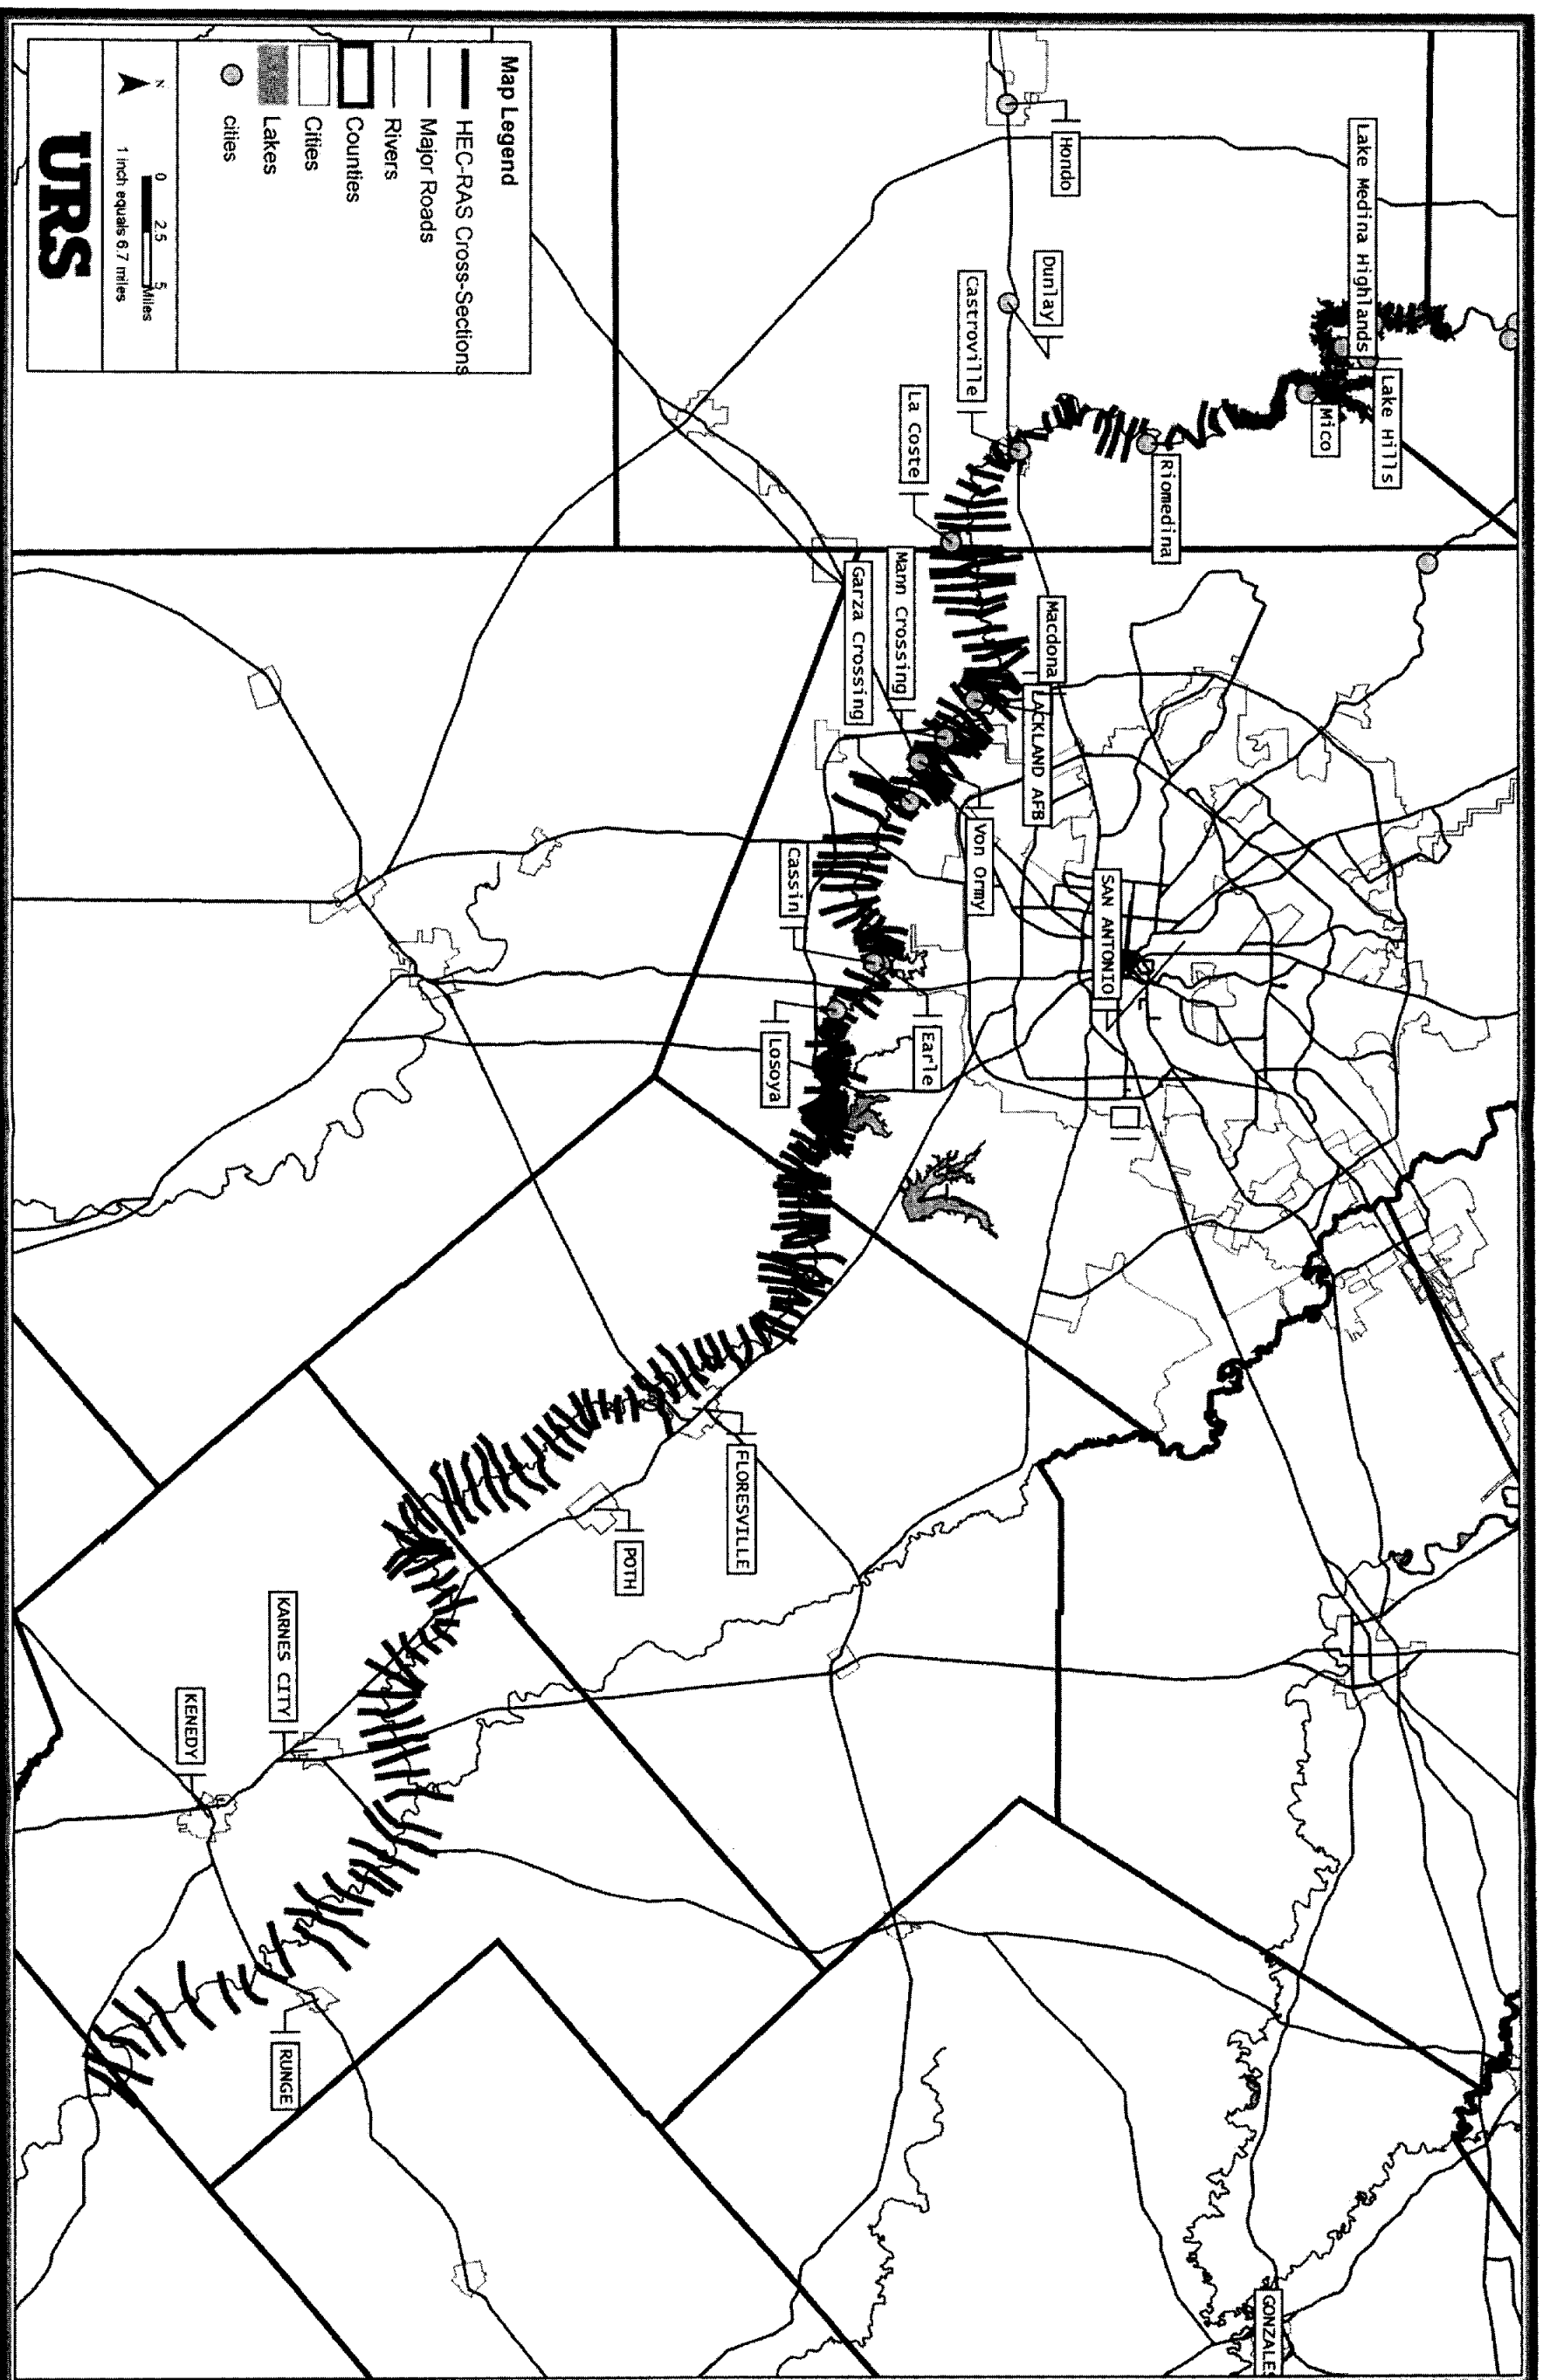 Map Legend
HEC-RAS Cross-Sections
Major Roads
Rivers
Counties
Cities
Lakes
cities
N
0 2.5 5
Miles
1 inch equals 6.7 miles
URS
Lake Medina Highlands
Lake Hills
Mico
Hondo
Dunlay
Riomedina
Castroville
La Coste
Macdona
LACKLAND AFB
Mann Crossing
Garza Crossing
Von Ormy
SAN ANTONIO
Cassin
Earle
Losoya
FLORESVILLE
POTH
KARNES CITY
KENEDY
RUNGE
GONZALES